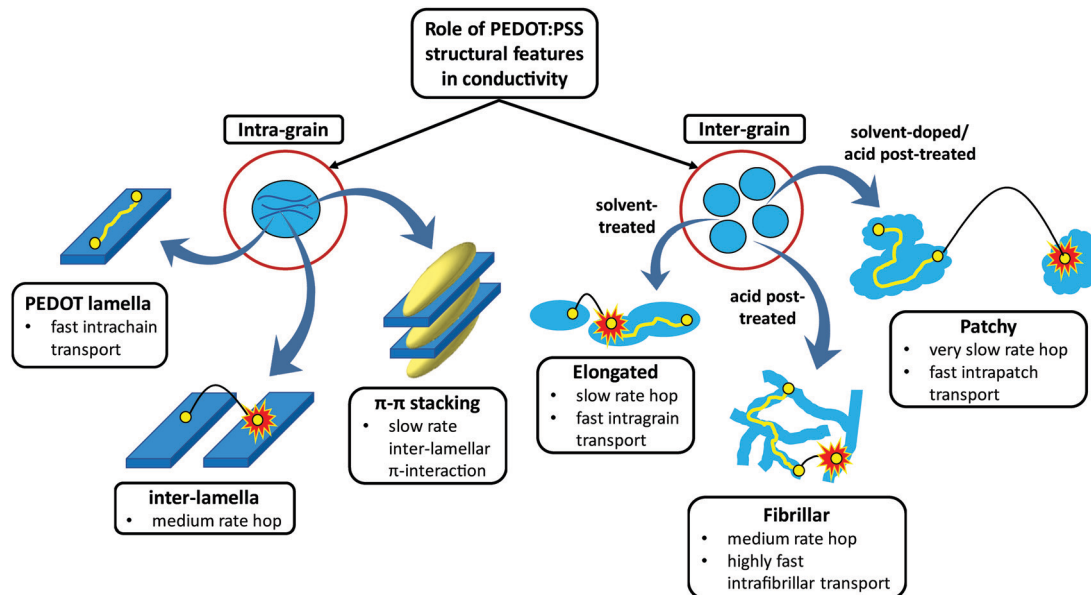 Role of PEDOT:PSS
structural features
in conductivity
Intra-grain
Inter-grain
solvent-doped/
acid post-treated
solvent-
treated
acid post-
treated
PEDOT lamella
• fast intrachain
transport
inter-lamella
• medium rate hop
π-π stacking
• slow rate
inter-lamellar
π-interaction
Elongated
• slow rate hop
• fast intragrain
transport
Fibrillar
• medium rate hop
• highly fast
intrafibrillar transport
Patchy
• very slow rate hop
• fast intrapatch
transport